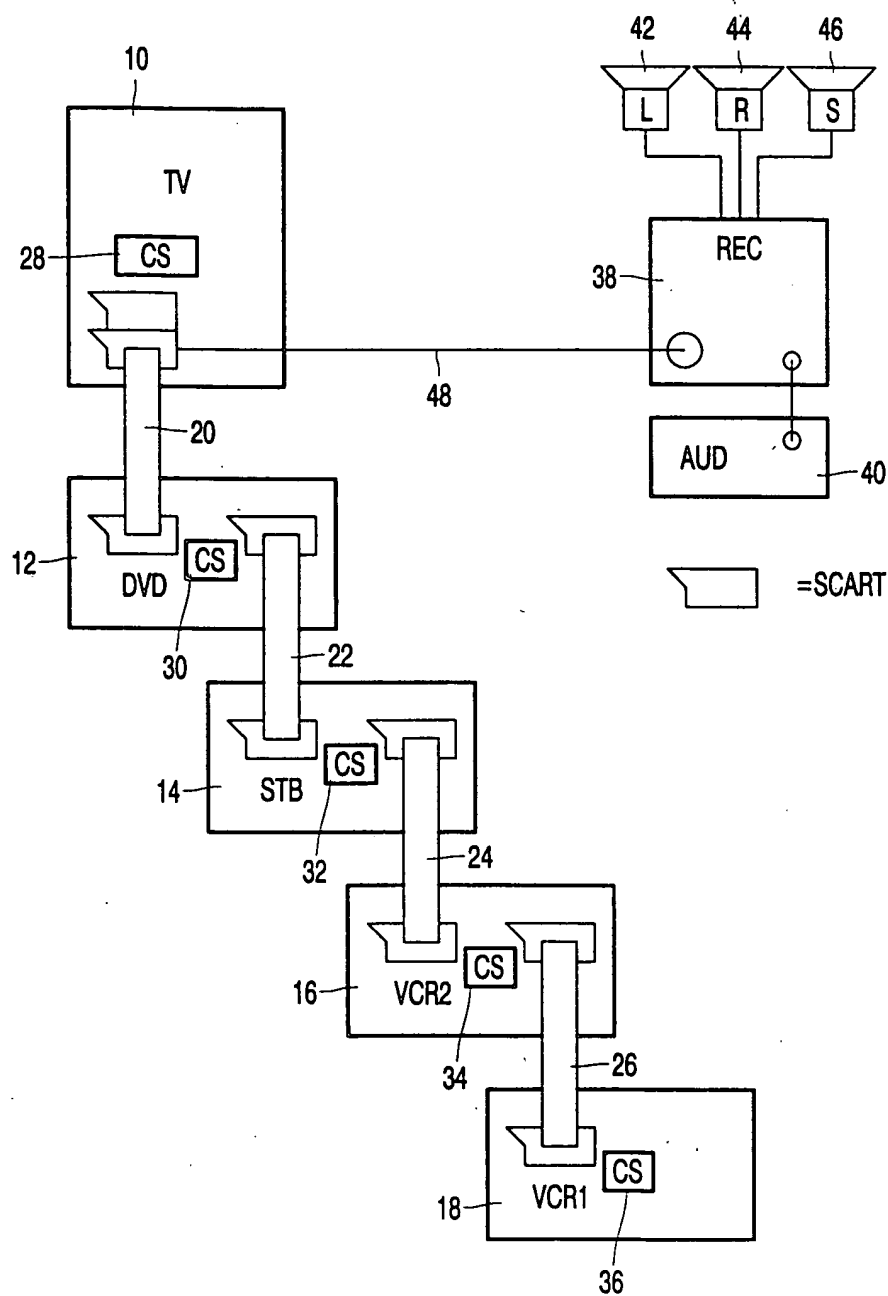 42 44 46
10
L R S
TV
REC
28 CS
38
48
20
AUD
40
12 CS
DVD
=SCART
30
22
CS
14 STB
32
24
CS
16 VCR2
34
26
CS
18 VCR1
36